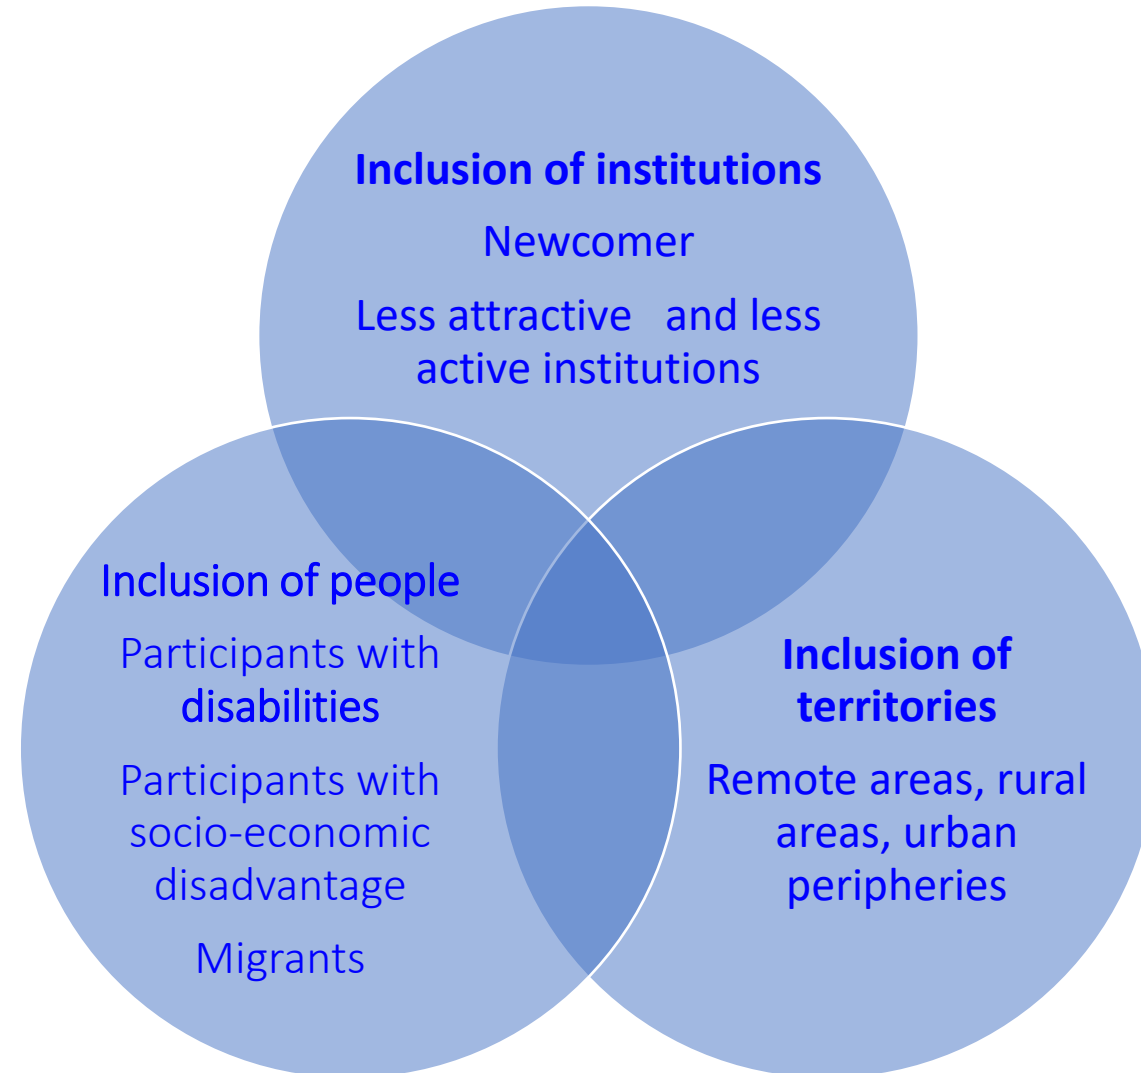 Inclusion of institutions
Newcomer
Less attractive   and less
active institutions
Inclusion of people
Participants with
disabilities
Participants with
socio-economic
disadvantage
Migrants
Inclusion of
territories
Remote areas, rural
areas, urban
peripheries